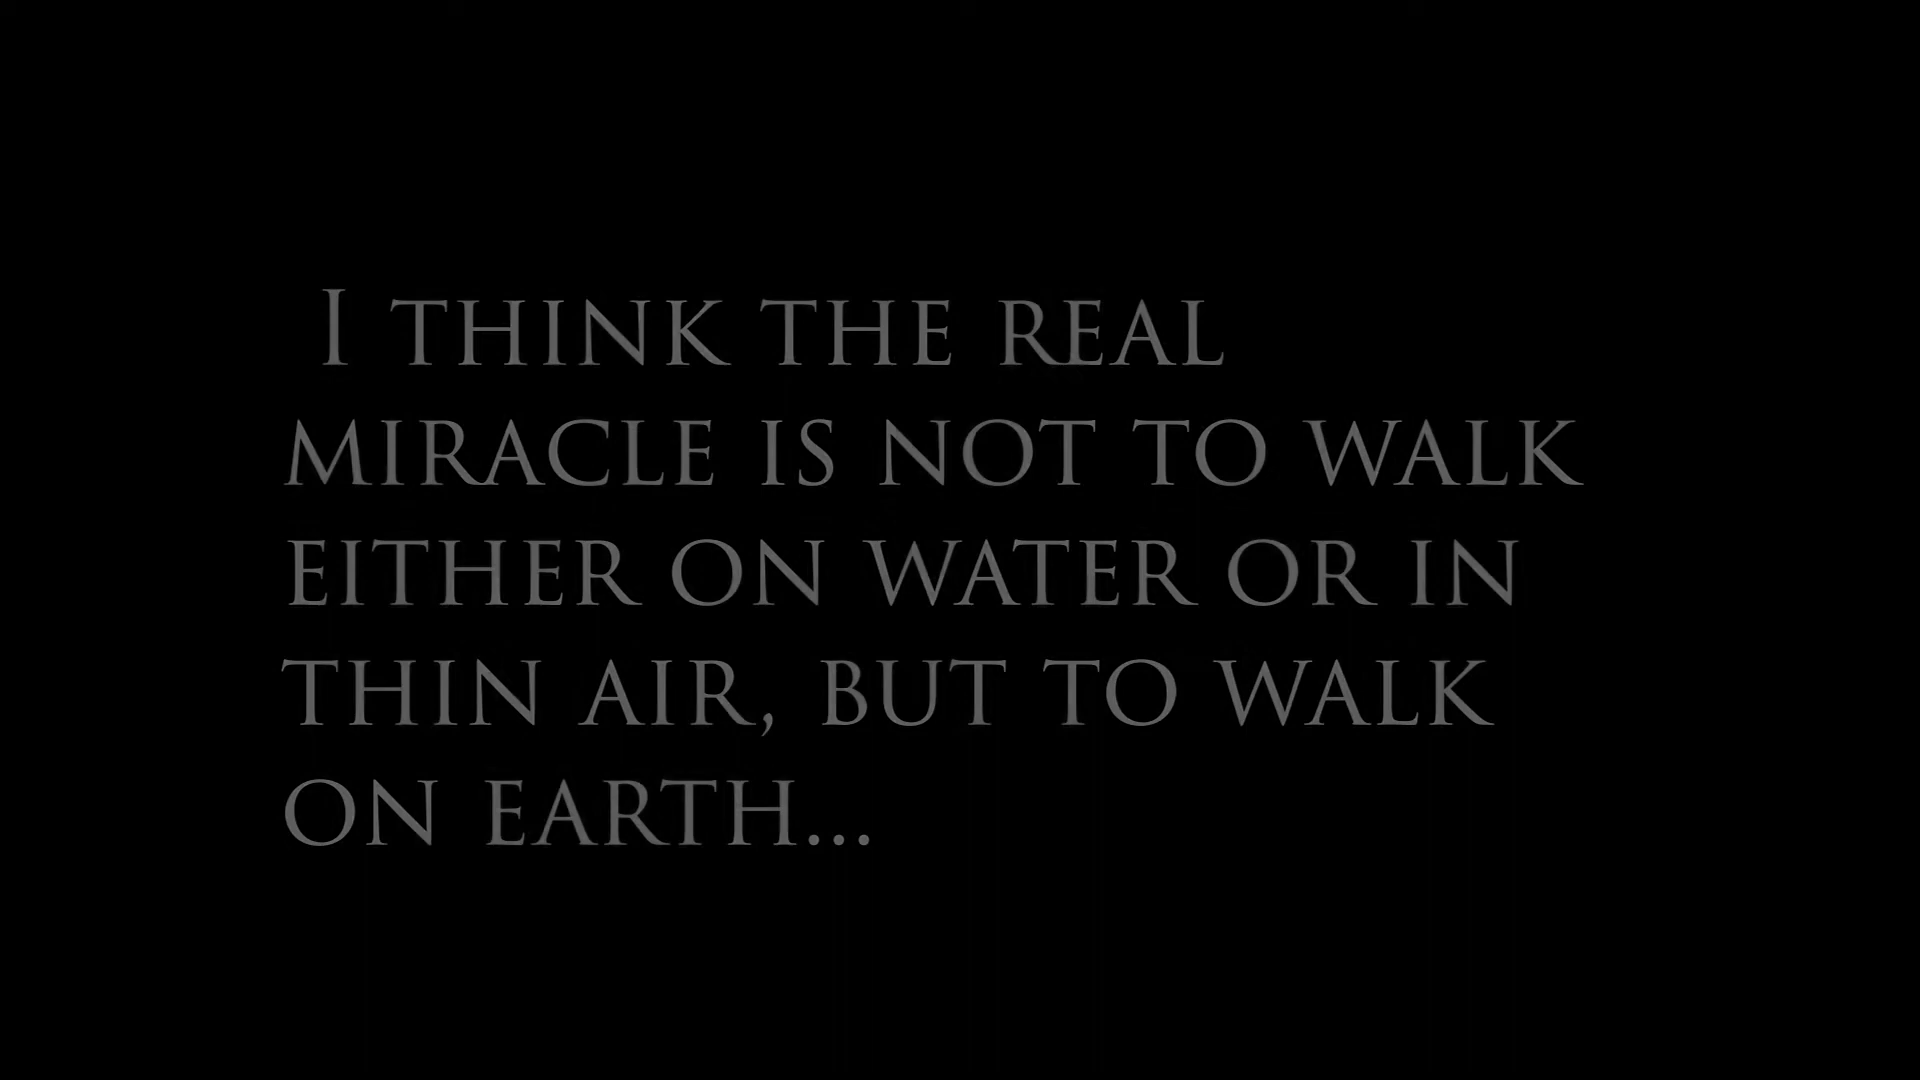 I THINK THE REAL
MIRACLE IS NOT TO WALK
EITHER ON WATER OR IN
THIN AIR, BUT TO WALK
ON EARTH...